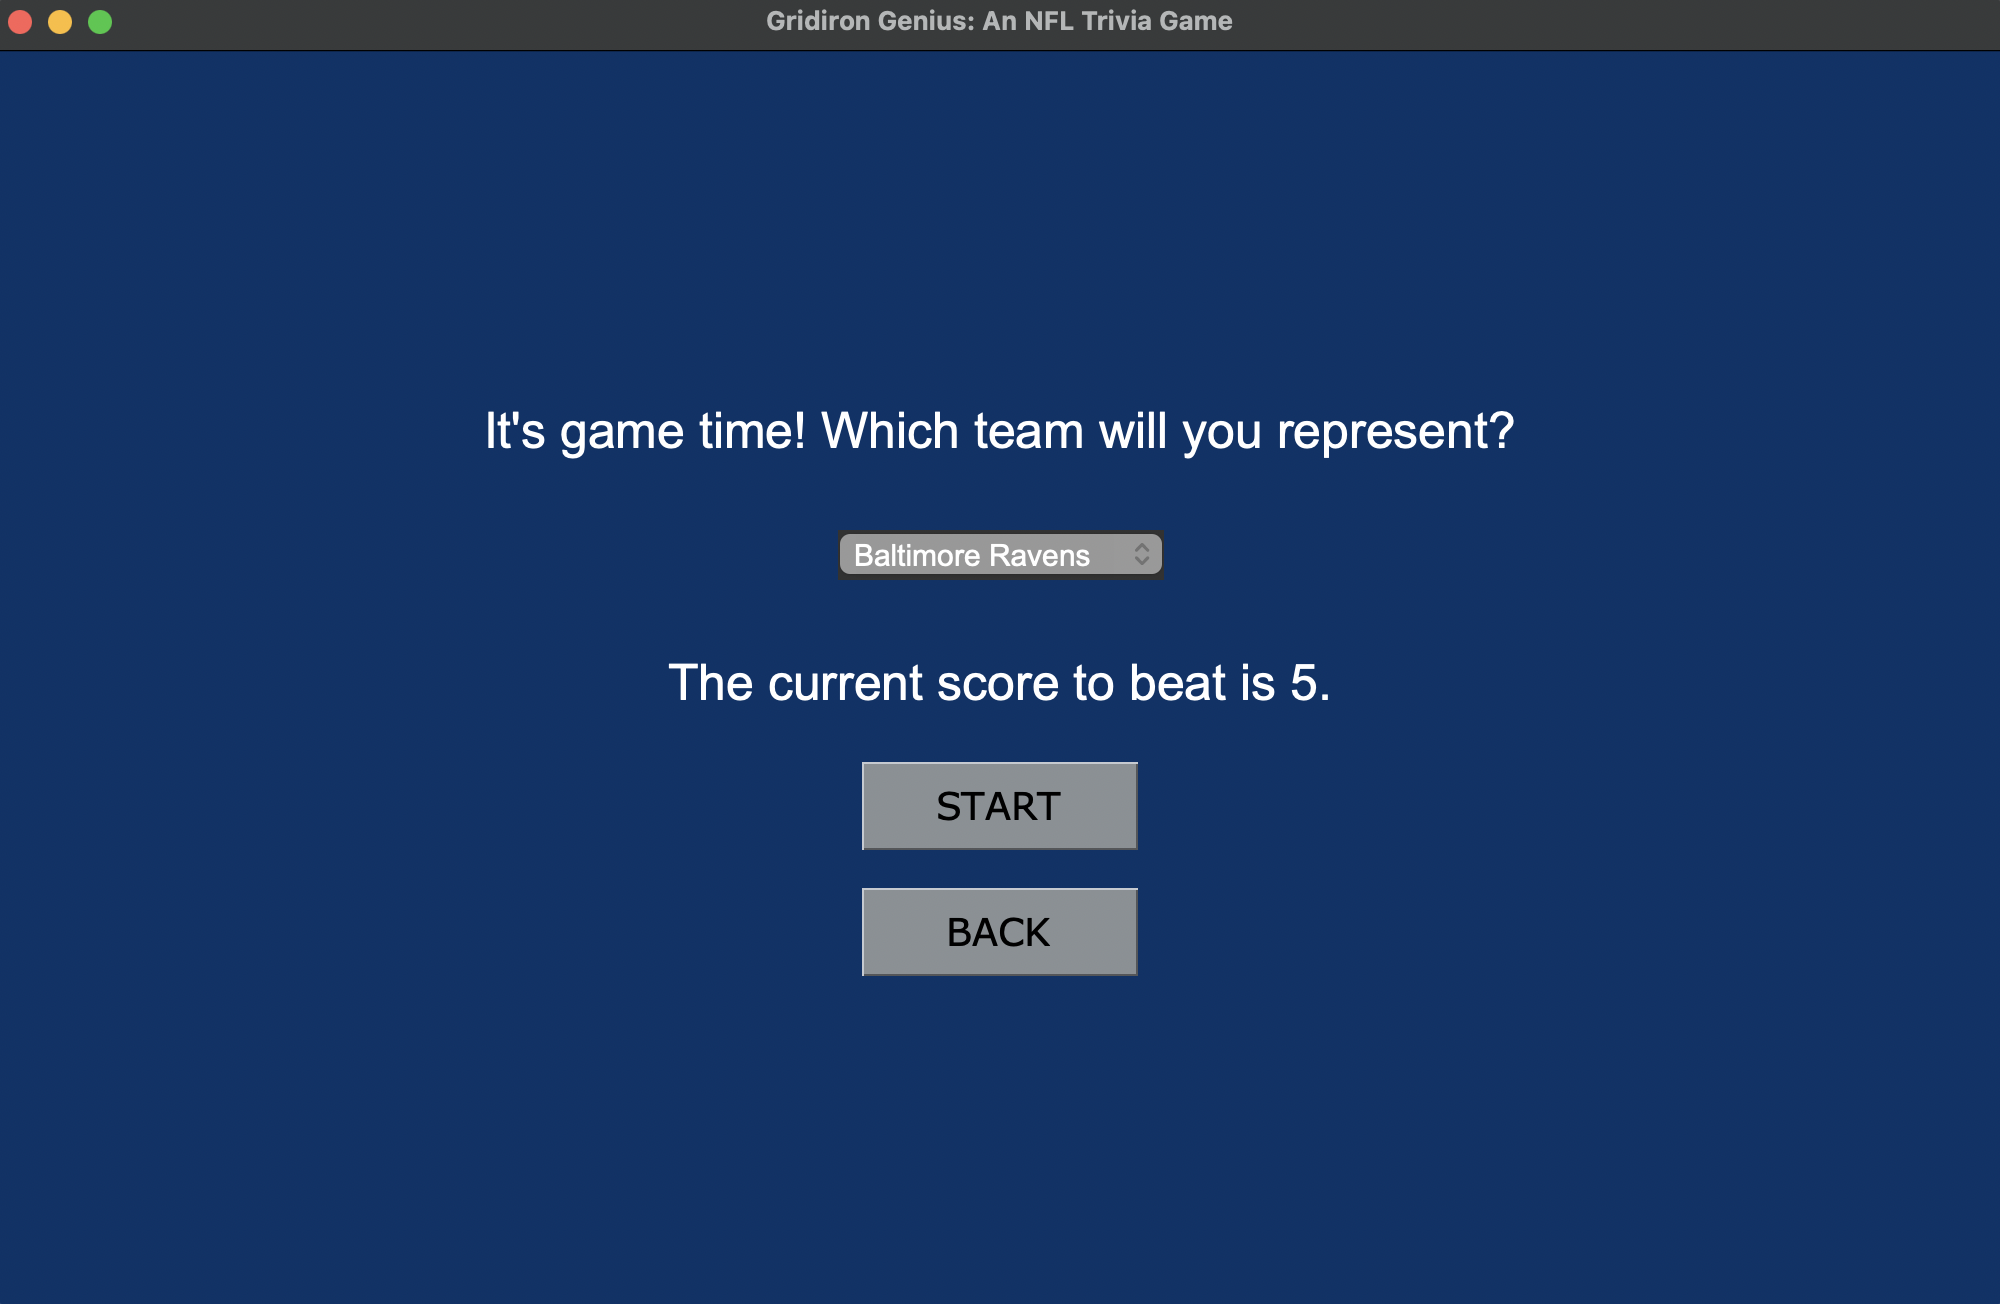 Gridiron Genius: An NFL Trivia Game
It's game time! Which team will you represent?
Baltimore Ravens
The current score to beat is 5.
START
BACK